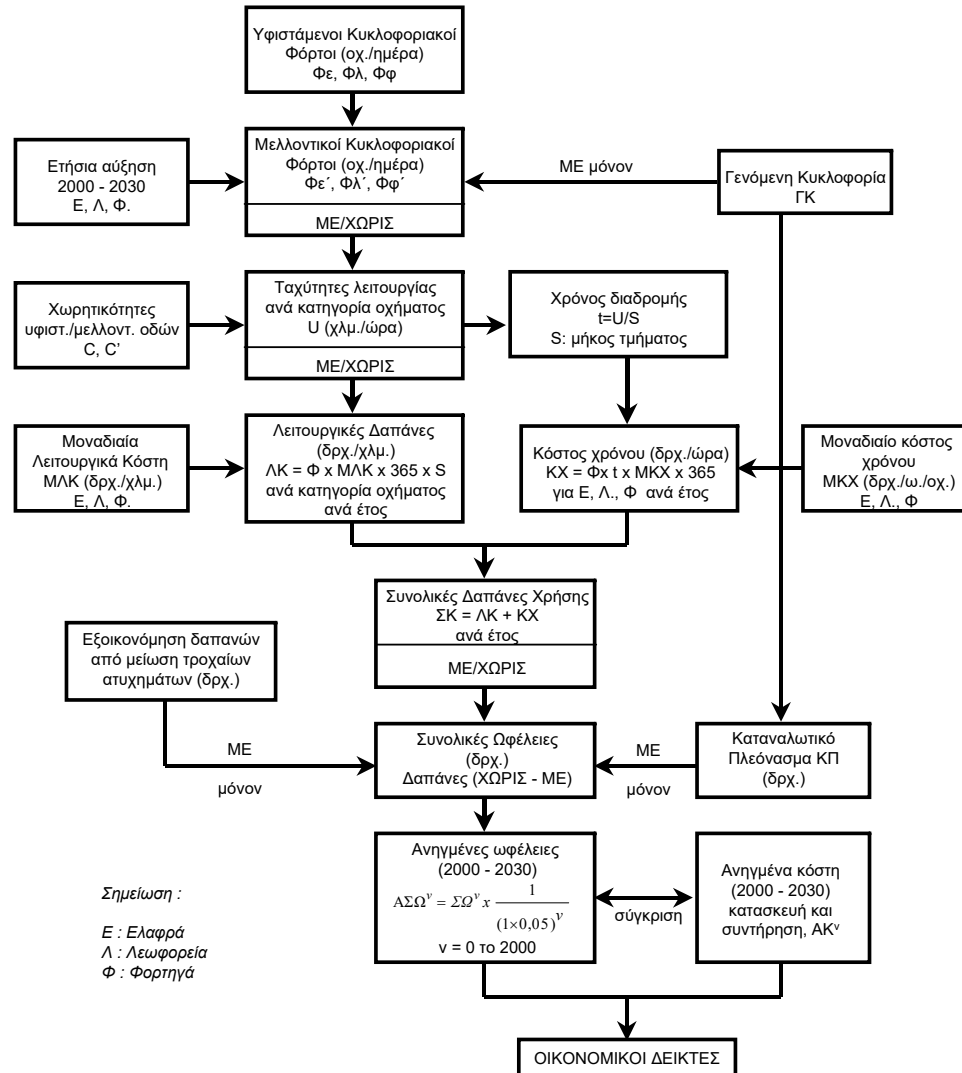 Υφιστάμενοι Κυκλοφοριακοί
Φόρτοι (οχ./ημέρα)
Φε, Φλ, Φφ
Ετήσια αύξηση
2000 - 2030
Ε, Λ, Φ.
Μελλοντικοί Κυκλοφοριακοί
Φόρτοι (οχ./ημέρα)
Φε´, Φλ´, Φφ´
ΜΕ/ΧΩΡΙΣ
ΜΕ μόνον
Γενόμενη Κυκλοφορία
ΓΚ
Χωρητικότητες
υφιστ./μελλοντ. οδών
C, C’
Ταχύτητες λειτουργίας
ανά κατηγορία οχήματος
U (χλμ./ώρα)
ΜΕ/ΧΩΡΙΣ
Χρόνος διαδρομής
t=U/S
S: μήκος τμήματος
Μοναδιαία
Λειτουργικά Κόστη
ΜΛΚ (δρχ./χλμ.)
Ε, Λ, Φ.
Λειτουργικές Δαπάνες
(δρχ./χλμ.)
ΛΚ = Φ x ΜΛΚ x 365 x S
ανά κατηγορία οχήματος
ανά έτος
Κόστος χρόνου (δρχ./ώρα)
ΚΧ = Φx t x ΜΚΧ x 365
για Ε, Λ., Φ ανά έτος
Μοναδιαίο κόστος
χρόνου
ΜΚΧ (δρχ./ω./οχ.)
Ε, Λ., Φ
Συνολικές Δαπάνες Χρήσης
ΣΚ = ΛΚ + ΚΧ
ανά έτος
ΜΕ/ΧΩΡΙΣ
Εξοικονόμηση δαπανών
από μείωση τροχαίων
ατυχημάτων (δρχ.)
ΜΕ
μόνον
Συνολικές Ωφέλειες
(δρχ.)
Δαπάνες (ΧΩΡΙΣ - ΜΕ)
ΜΕ
μόνον
Καταναλωτικό
Πλεόνασμα ΚΠ
(δρχ.)
Ανηγμένες ωφέλειες
(2000 - 2030)
ΑΣΩ^ν = ΣΩ^ν x 1/(1×0,05)^ν
ν = 0 to 2000
σύγκριση
Ανηγμένα κόστη
(2000 - 2030)
κατασκευή και
συντήρηση, ΑΚ^ν
Σημείωση :
Ε : Ελαφρά
Λ : Λεωφορεία
Φ : Φορτηγά
ΟΙΚΟΝΟΜΙΚΟΙ ΔΕΙΚΤΕΣ